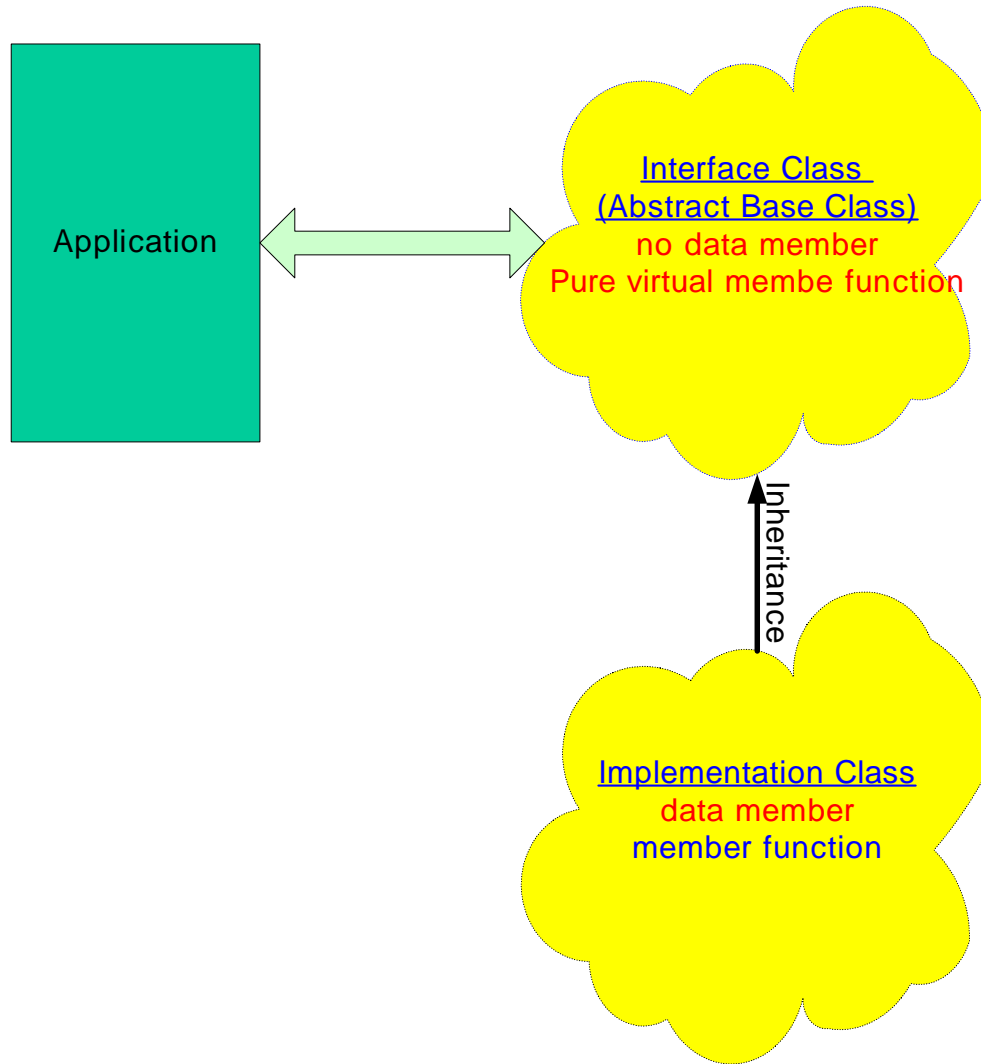 Application
Interface Class
(Abstract Base Class)
no data member
Pure virtual membe function
Inheritance
Implementation Class
data member
member function